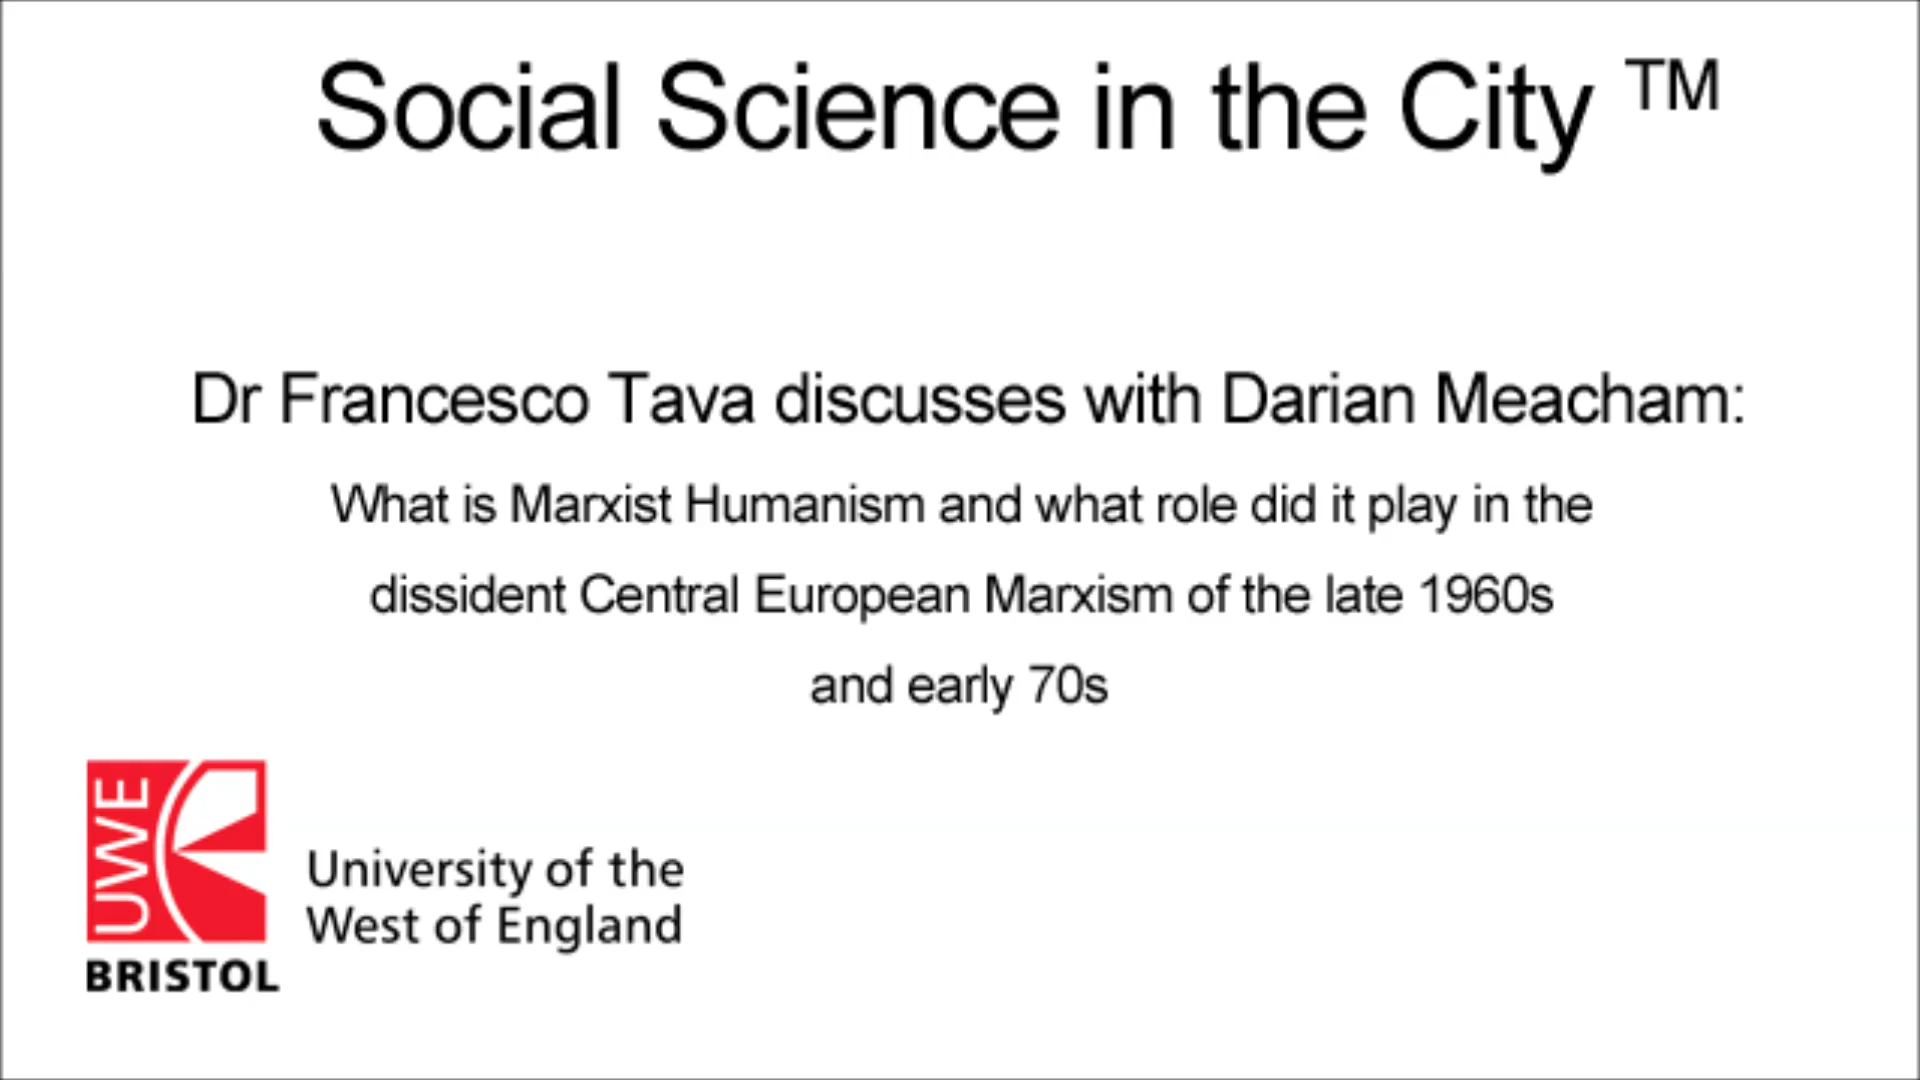 Social Science in the City ™
Dr Francesco Tava discusses with Darian Meacham:
What is Marxist Humanism and what role did it play in the
dissident Central European Marxism of the late 1960s
and early 70s
UWE
BRISTOL
University of the
West of England